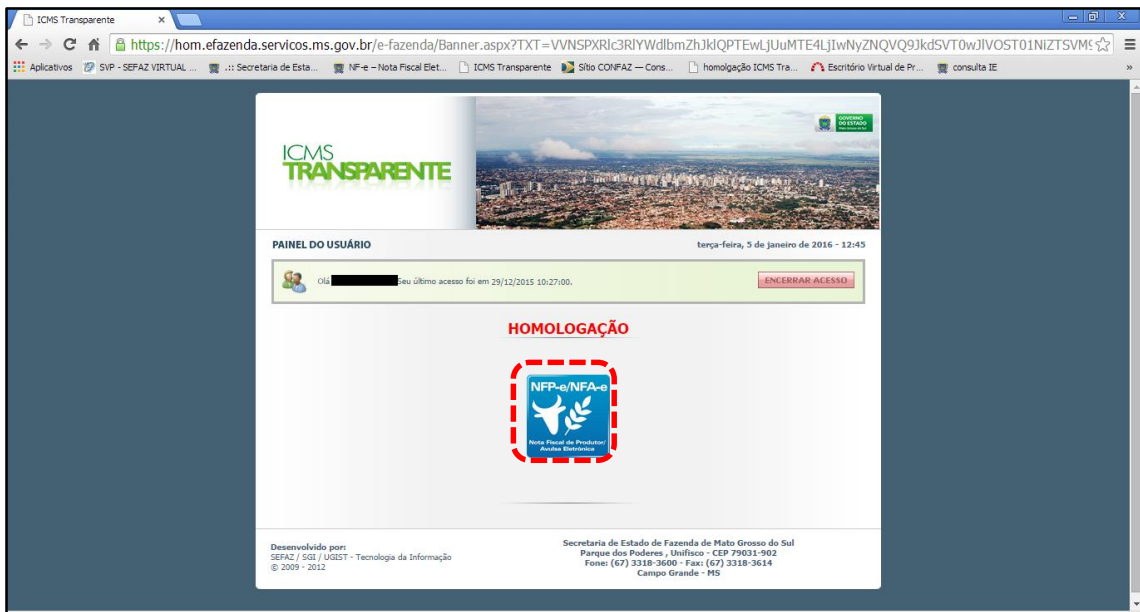 ICMS Transparente
https://hom.efazenda.servicos.ms.gov.br/e-fazenda/Banner.aspx?TXT=
Aplicativos SVP - SEFAZ VIRTUAL ... .::: Secretaria de Esta... NF-e – Nota Fiscal Elet... ICMS Transparente Sítio CONFAZ — Cons... homolgação ICMS Tra... Escritório Virtual de Pr... consulta IE »
GOVERNO
DO ESTADO
Mato Grosso do Sul
ICMS
TRANSPARENTE
PAINEL DO USUÁRIO terça-feira, 5 de janeiro de 2016 - 12:45
Olá Seu último acesso foi em 29/12/2015 10:27:00. ENCERRAR ACESSO
HOMOLOGAÇÃO
NFP-e/NFA-e
Nota Fiscal de Produtor/
Avulsa Eletrônica
Desenvolvido por:
SEFAZ / SGI / UGIST - Tecnologia da Informação
© 2009 - 2012
Secretaria de Estado de Fazenda de Mato Grosso do Sul
Parque dos Poderes , Unifisco - CEP 79031-902
Fone: (67) 3318-3600 - Fax: (67) 3318-3614
Campo Grande - MS